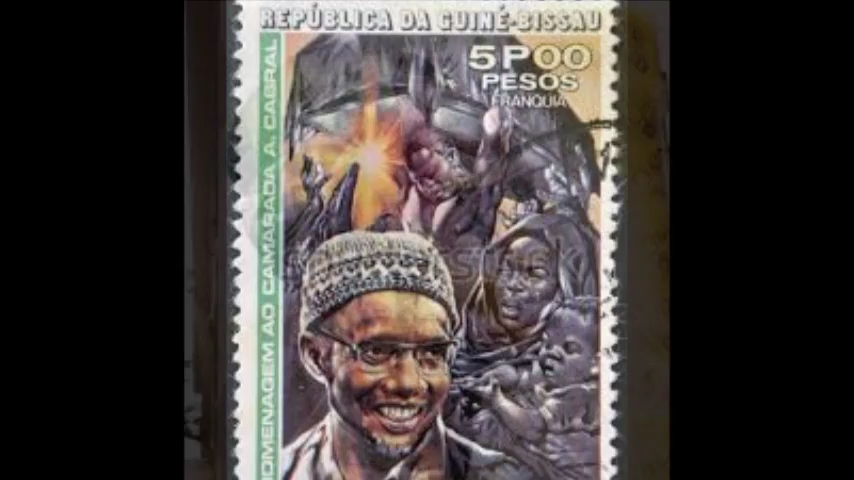 REPÚBLICA DA GUINÉ-BISSAU
5P00
PESOS
FRANQUIA
HOMENAGEM AO CAMARADA A. CABRAL